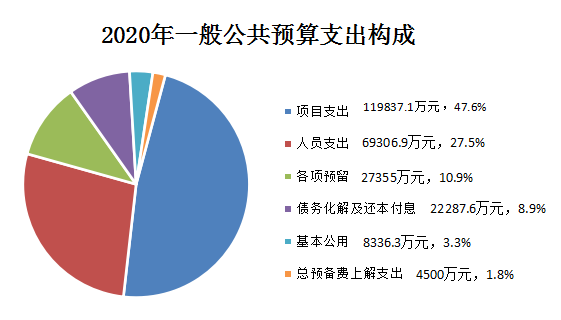 2020年一般公共预算支出构成
项目支出 119837.1万元，47.6%
人员支出 69306.9万元，27.5%
各项预留 27355万元，10.9%
债务化解及还本付息 22287.6万元，8.9%
基本公用 8336.3万元，3.3%
总预备费上解支出 4500万元，1.8%